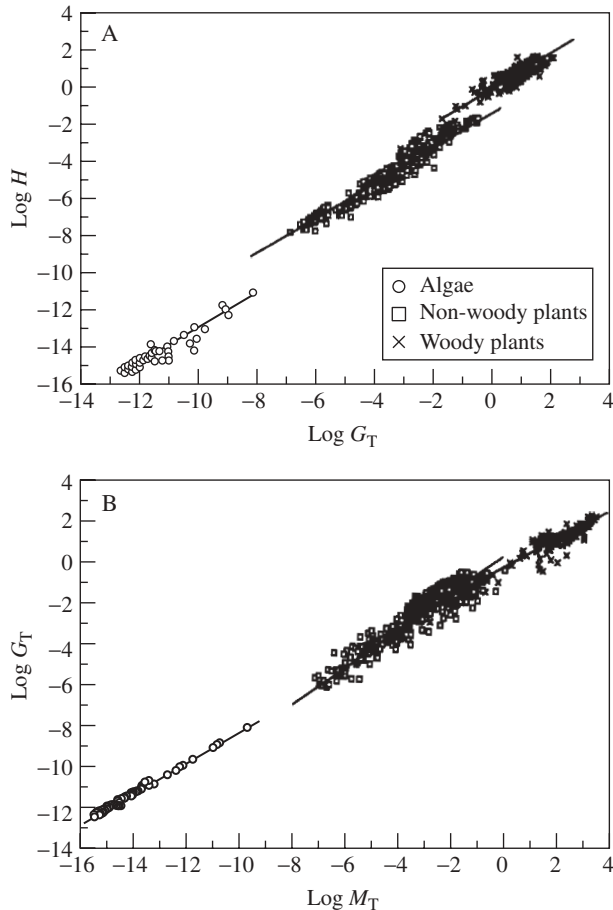 A
Log H
4
2
0
−2
−4
−6
−8
−10
−12
−14
−16
Algae
Non-woody plants
Woody plants
−14 −12 −10 −8 −6 −4 −2 0 2 4
Log G_T
B
Log G_T
4
2
0
−2
−4
−6
−8
−10
−12
−14
−16 −14 −12 −10 −8 −6 −4 −2 0 2 4
Log M_T